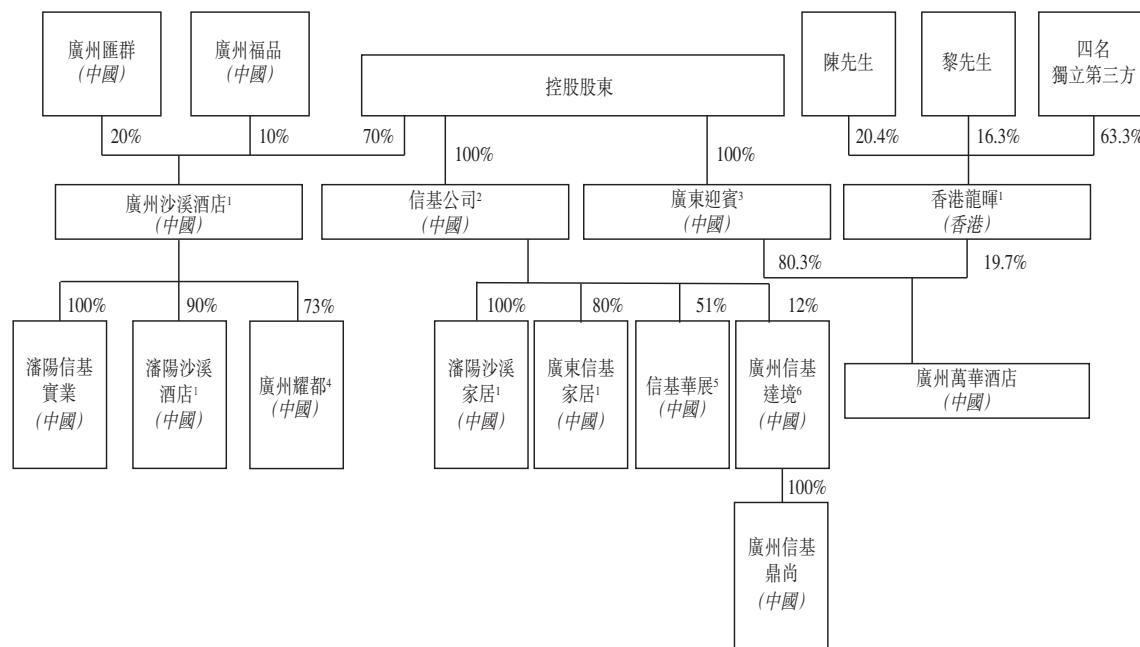 廣州匯群
(中國)
廣州福品
(中國)
控股股東
陳先生
黎先生
四名
獨立第三方
20%
10%
70%
100%
100%
20.4%
16.3%
63.3%
廣州沙溪酒店1
(中國)
信基公司2
(中國)
廣東迎賓3
(中國)
香港龍暉1
(香港)
80.3%
19.7%
100%
90%
73%
100%
80%
51%
12%
瀋陽信基
實業
(中國)
瀋陽沙溪
酒店1
(中國)
廣州耀都4
(中國)
瀋陽沙溪
家居1
(中國)
廣東信基
家居1
(中國)
信基華展5
(中國)
廣州信基
達境6
(中國)
廣州萬華酒店
(中國)
100%
廣州信基
鼎尚
(中國)